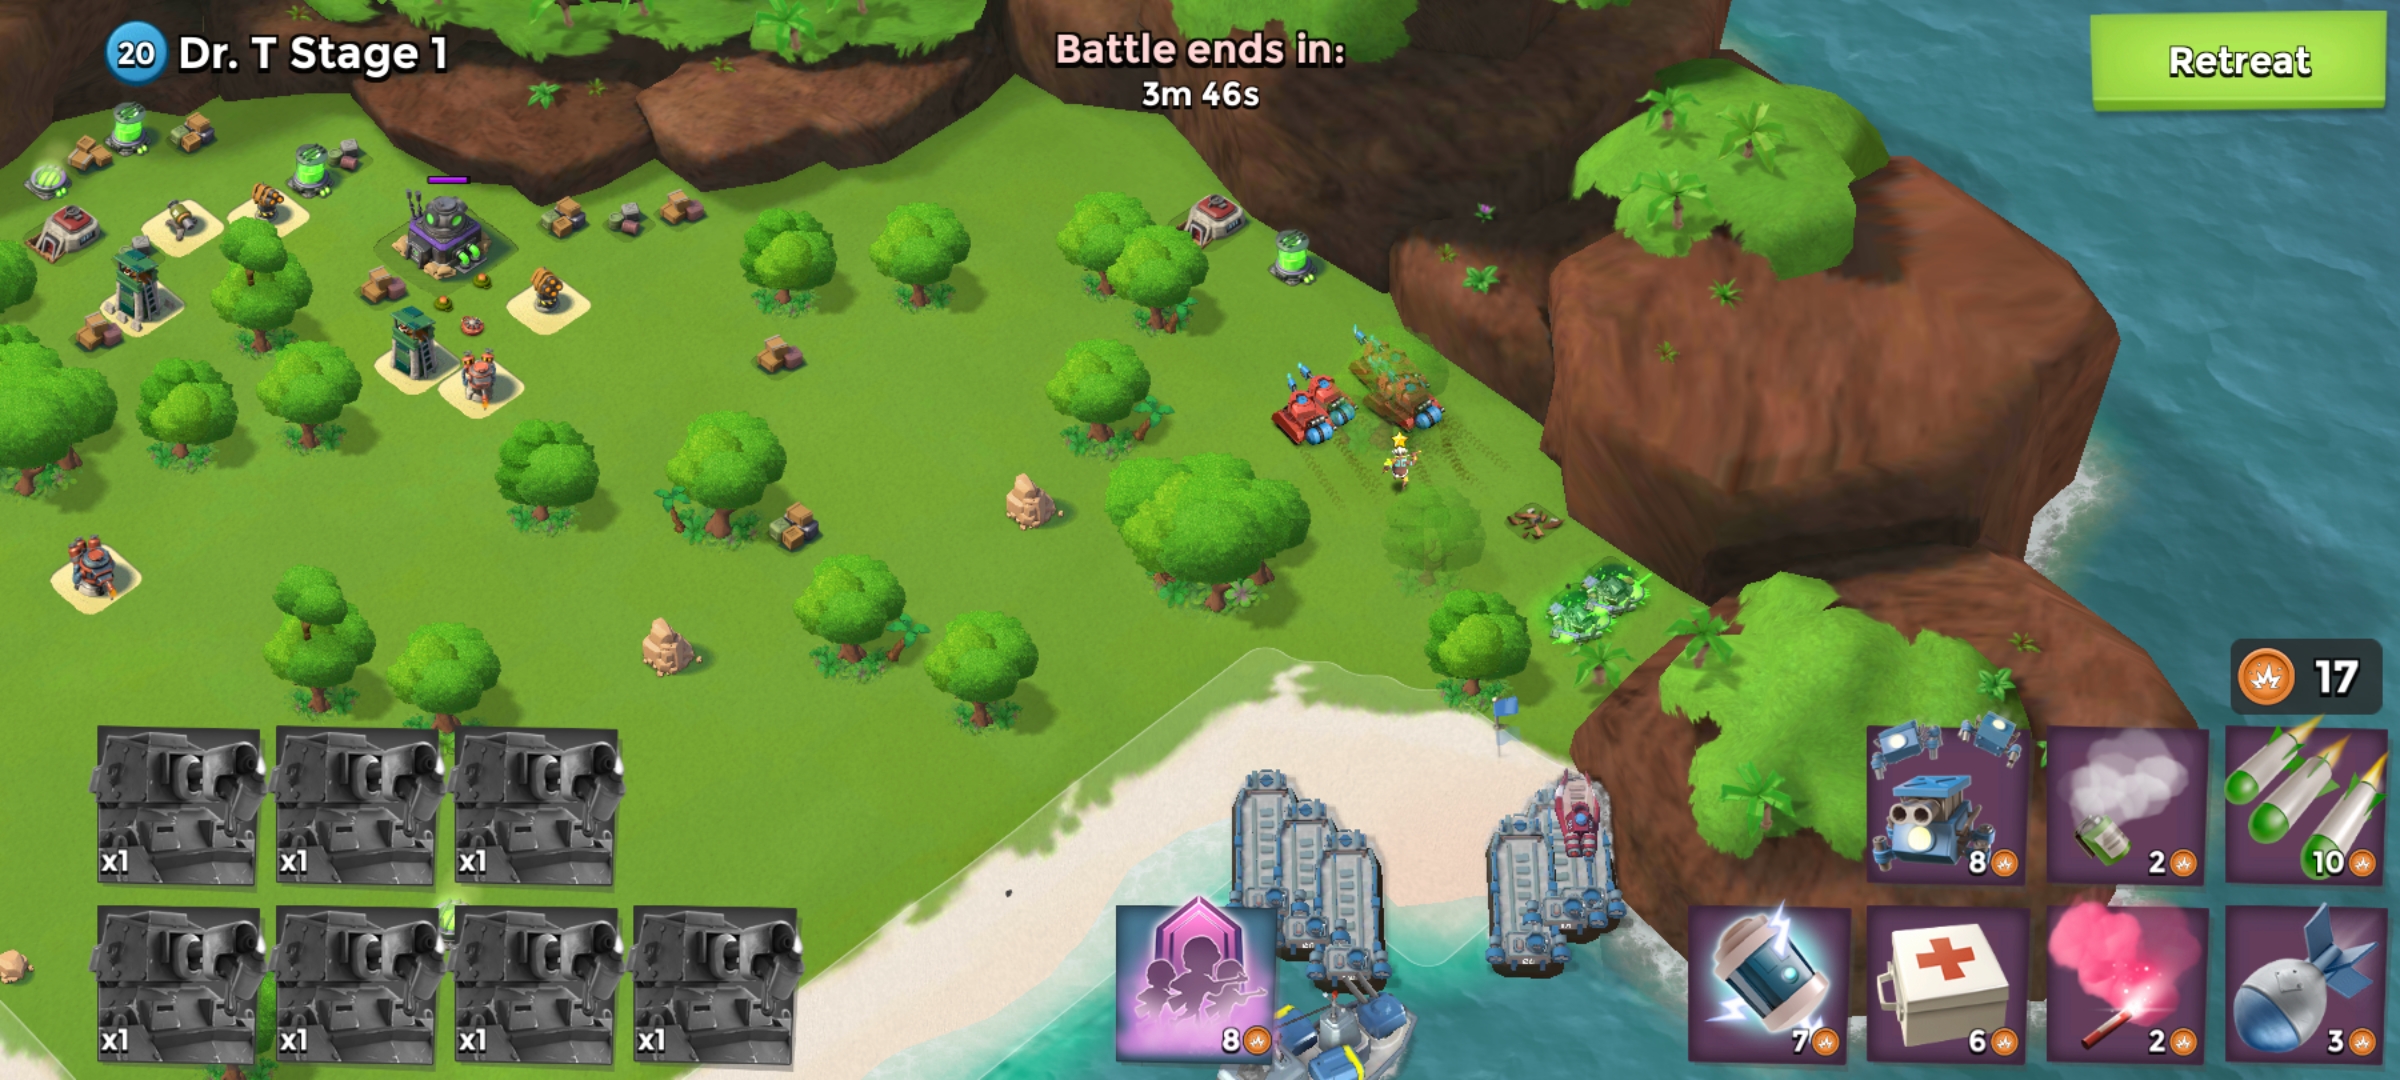 20 Dr. T Stage 1
Battle ends in:
3m 46s
Retreat
17
8
2
10
x1
x1
x1
x1
x1
x1
x1
8
7
6
2
3